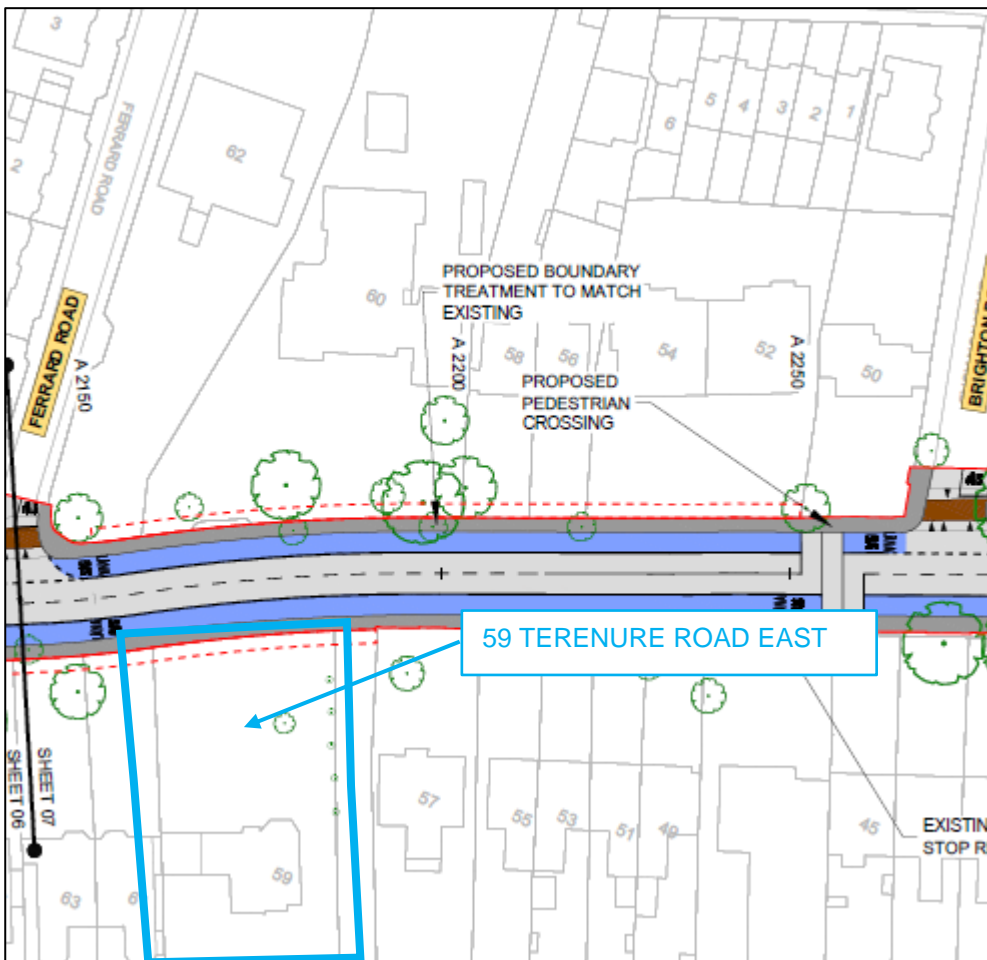 3
FERRARD ROAD
2
62
6
5
4
3
2
1
PROPOSED BOUNDARY
TREATMENT TO MATCH
EXISTING
60
58
56
54
52
50
FERRARD ROAD
A 2150
A 2200
A 2250
PROPOSED
PEDESTRIAN
CROSSING
59 TERENURE ROAD EAST
SHEET 06
SHEET 07
63
59
57
55
53
51
49
45